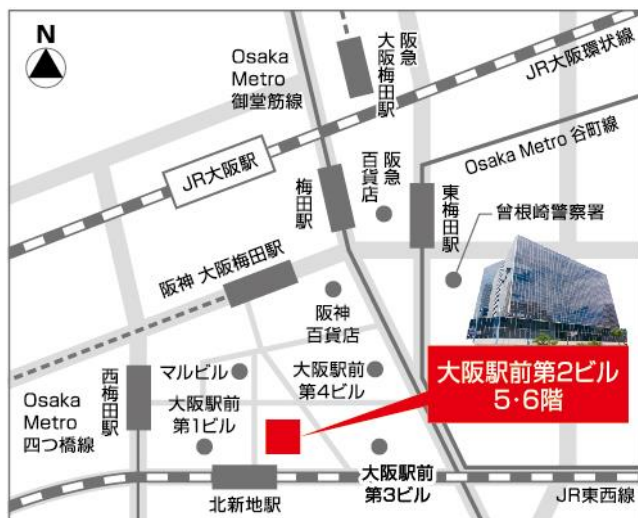 N
Osaka
Metro
御堂筋線
阪急
大阪梅田駅
JR大阪環状線
JR大阪駅
梅田駅
阪急
百貨店
東梅田駅
Osaka Metro 谷町線
曾根崎警察署
阪神 大阪梅田駅
阪神
百貨店
西梅田駅
マルビル
大阪駅前
第4ビル
大阪駅前第2ビル
5・6階
Osaka
Metro
四つ橋線
大阪駅前
第1ビル
大阪駅前
第3ビル
北新地駅
JR東西線